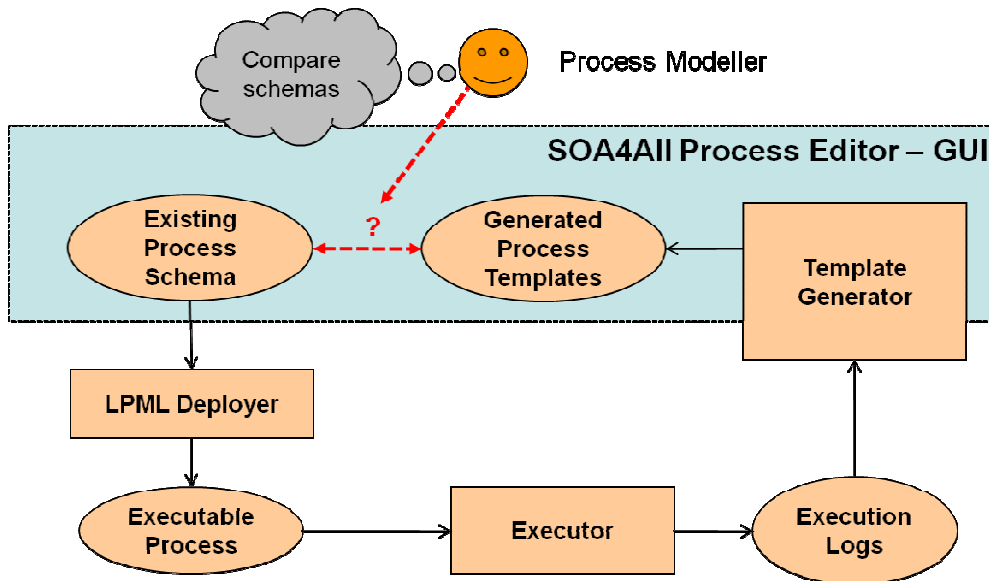 Compare
schemas
Process Modeller
SOA4All Process Editor – GUI
Existing
Process
Schema
?
Generated
Process
Templates
Template
Generator
LPML Deployer
Executable
Process
Executor
Execution
Logs